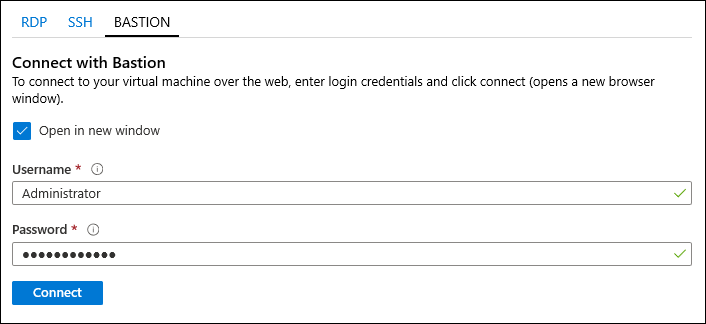 RDP SSH BASTION
Connect with Bastion
To connect to your virtual machine over the web, enter login credentials and click connect (opens a new browser
window).
Open in new window
Username *
Administrator
Password *
●●●●●●●●●●●●
Connect